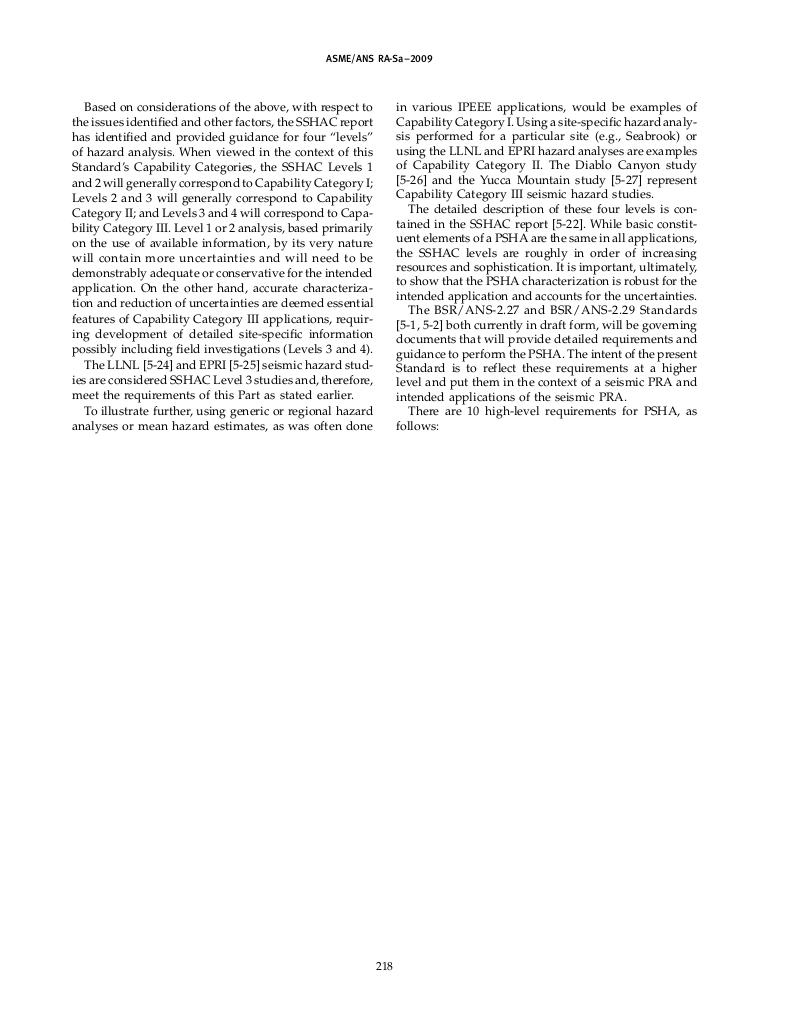 ASME/ANS RA-Sa–2009
Based on considerations of the above, with respect to
the issues identified and other factors, the SSHAC report
has identified and provided guidance for four “levels”
of hazard analysis. When viewed in the context of this
Standard’s Capability Categories, the SSHAC Levels 1
and 2 will generally correspond to Capability Category I;
Levels 2 and 3 will generally correspond to Capability
Category II; and Levels 3 and 4 will correspond to Capa-
bility Category III. Level 1 or 2 analysis, based primarily
on the use of available information, by its very nature
will contain more uncertainties and will need to be
demonstrably adequate or conservative for the intended
application. On the other hand, accurate characteriza-
tion and reduction of uncertainties are deemed essential
features of Capability Category III applications, requir-
ing development of detailed site-specific information
possibly including field investigations (Levels 3 and 4).
The LLNL [5-24] and EPRI [5-25] seismic hazard stud-
ies are considered SSHAC Level 3 studies and, therefore,
meet the requirements of this Part as stated earlier.
To illustrate further, using generic or regional hazard
analyses or mean hazard estimates, as was often done
in various IPEEE applications, would be examples of
Capability Category I. Using a site-specific hazard analy-
sis performed for a particular site (e.g., Seabrook) or
using the LLNL and EPRI hazard analyses are examples
of Capability Category II. The Diablo Canyon study
[5-26] and the Yucca Mountain study [5-27] represent
Capability Category III seismic hazard studies.
The detailed description of these four levels is con-
tained in the SSHAC report [5-22]. While basic constit-
uent elements of a PSHA are the same in all applications,
the SSHAC levels are roughly in order of increasing
resources and sophistication. It is important, ultimately,
to show that the PSHA characterization is robust for the
intended application and accounts for the uncertainties.
The BSR/ANS-2.27 and BSR/ANS-2.29 Standards
[5-1, 5-2] both currently in draft form, will be governing
documents that will provide detailed requirements and
guidance to perform the PSHA. The intent of the present
Standard is to reflect these requirements at a higher
level and put them in the context of a seismic PRA and
intended applications of the seismic PRA.
There are 10 high-level requirements for PSHA, as
follows:
218